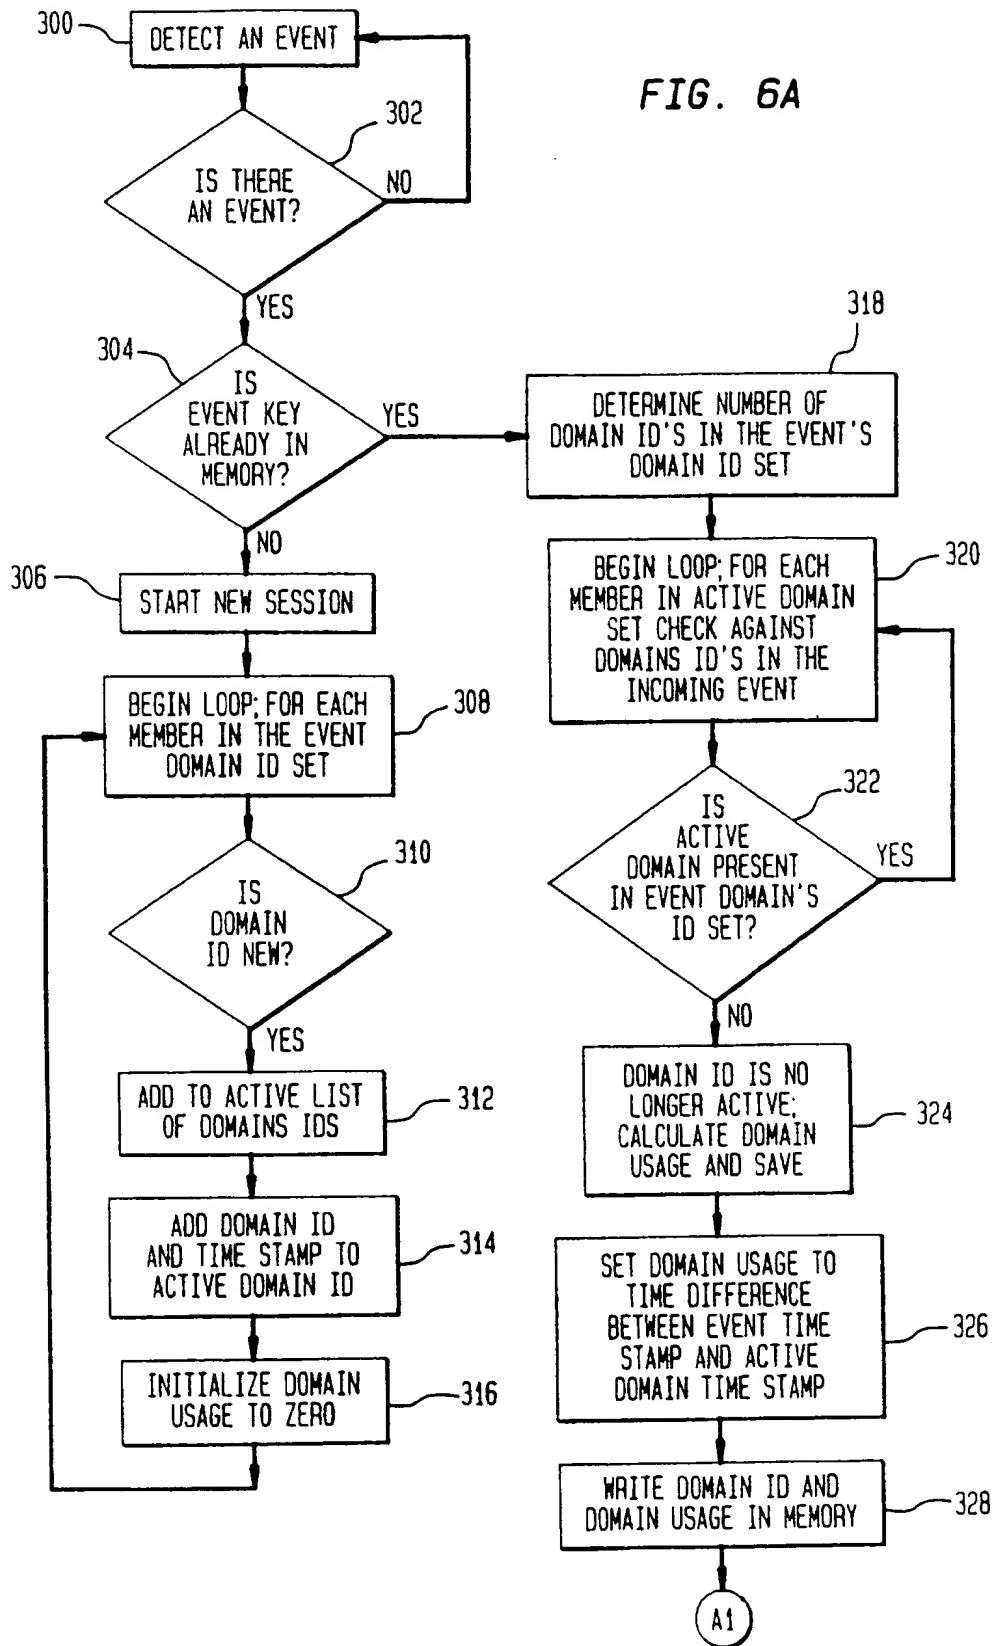 FIG. 6A
300
DETECT AN EVENT
302
IS THERE
AN EVENT?
NO
YES
304
IS
EVENT KEY
ALREADY IN
MEMORY?
YES
NO
306
START NEW SESSION
308
BEGIN LOOP; FOR EACH
MEMBER IN THE EVENT
DOMAIN ID SET
310
IS
DOMAIN
ID NEW?
YES
312
ADD TO ACTIVE LIST
OF DOMAINS IDS
314
ADD DOMAIN ID
AND TIME STAMP TO
ACTIVE DOMAIN ID
316
INITIALIZE DOMAIN
USAGE TO ZERO
318
DETERMINE NUMBER OF
DOMAIN ID'S IN THE EVENT'S
DOMAIN ID SET
320
BEGIN LOOP; FOR EACH
MEMBER IN ACTIVE DOMAIN
SET CHECK AGAINST
DOMAINS ID'S IN THE
INCOMING EVENT
322
IS
ACTIVE
DOMAIN PRESENT
IN EVENT DOMAIN'S
ID SET?
YES
NO
324
DOMAIN ID IS NO
LONGER ACTIVE;
CALCULATE DOMAIN
USAGE AND SAVE
326
SET DOMAIN USAGE TO
TIME DIFFERENCE
BETWEEN EVENT TIME
STAMP AND ACTIVE
DOMAIN TIME STAMP
328
WRITE DOMAIN ID AND
DOMAIN USAGE IN MEMORY
A1